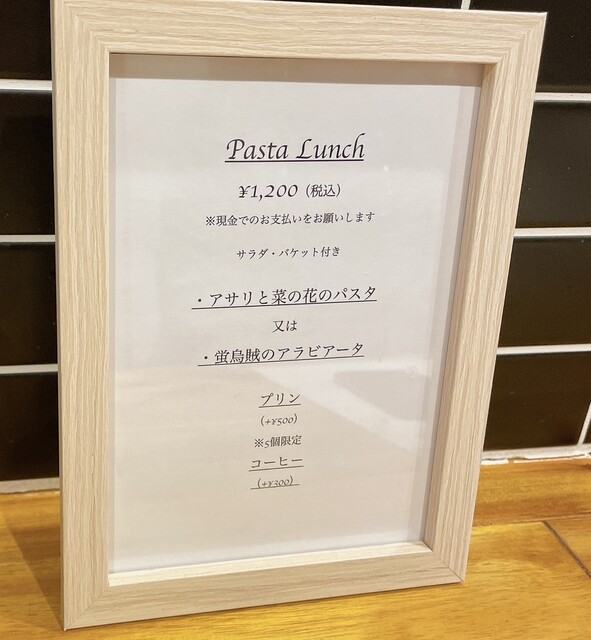 Pasta Lunch
¥1,200（税込）
※現金でのお支払いをお願いします
サラダ・バケット付き
・アサリと菜の花のパスタ
又は
・蛍烏賊のアラビアータ
プリン
（+¥500）
※5個限定
コーヒー
（+¥300）